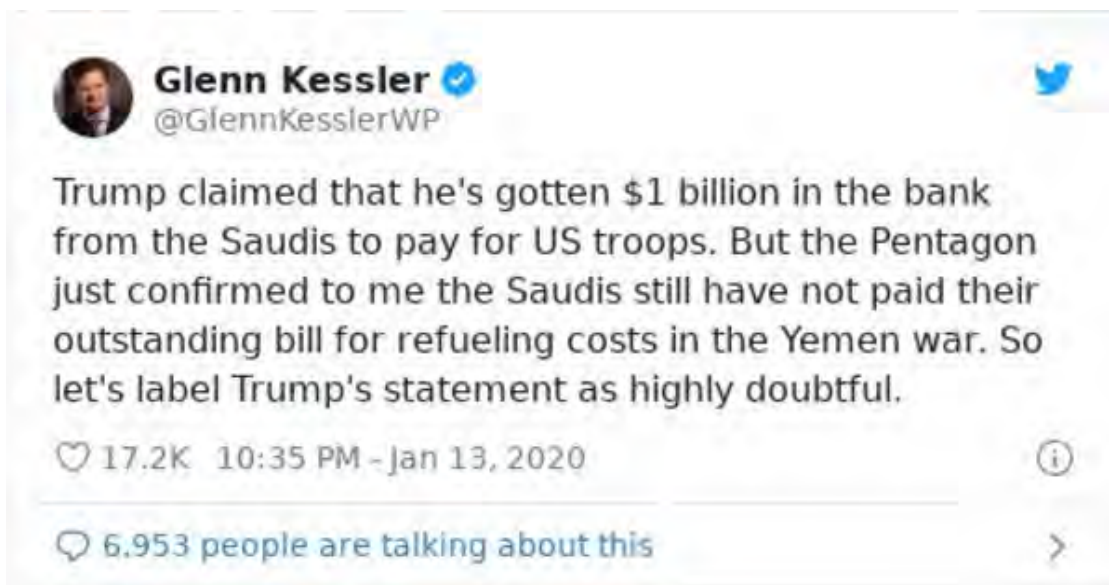 Glenn Kessler
@GlennKesslerWP
Trump claimed that he's gotten $1 billion in the bank
from the Saudis to pay for US troops. But the Pentagon
just confirmed to me the Saudis still have not paid their
outstanding bill for refueling costs in the Yemen war. So
let's label Trump's statement as highly doubtful.
17.2K 10:35 PM - Jan 13, 2020
6,953 people are talking about this